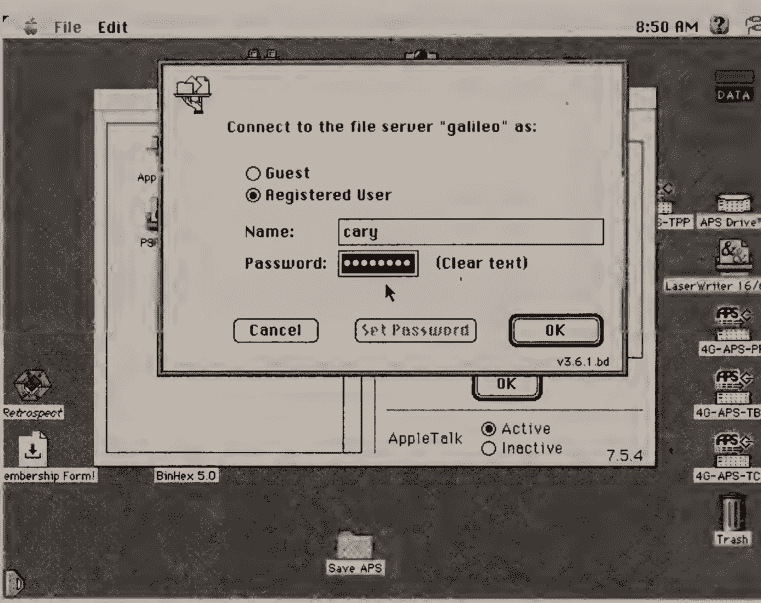 File Edit 8:50 AM
DATA
Connect to the file server "galileo" as:
Guest
Registered User
Name: cary
Password: (Clear text)
Cancel Set Password OK
v3.6.1.bd
App
S-TPP APS Drive
LaserWriter 16/
4G-APS-P
4G-APS-TB
4G-APS-TC
OK
AppleTalk Active
Inactive
7.5.4
Retrospect
embership Form!
BinHex 5.0
Save APS
Trash